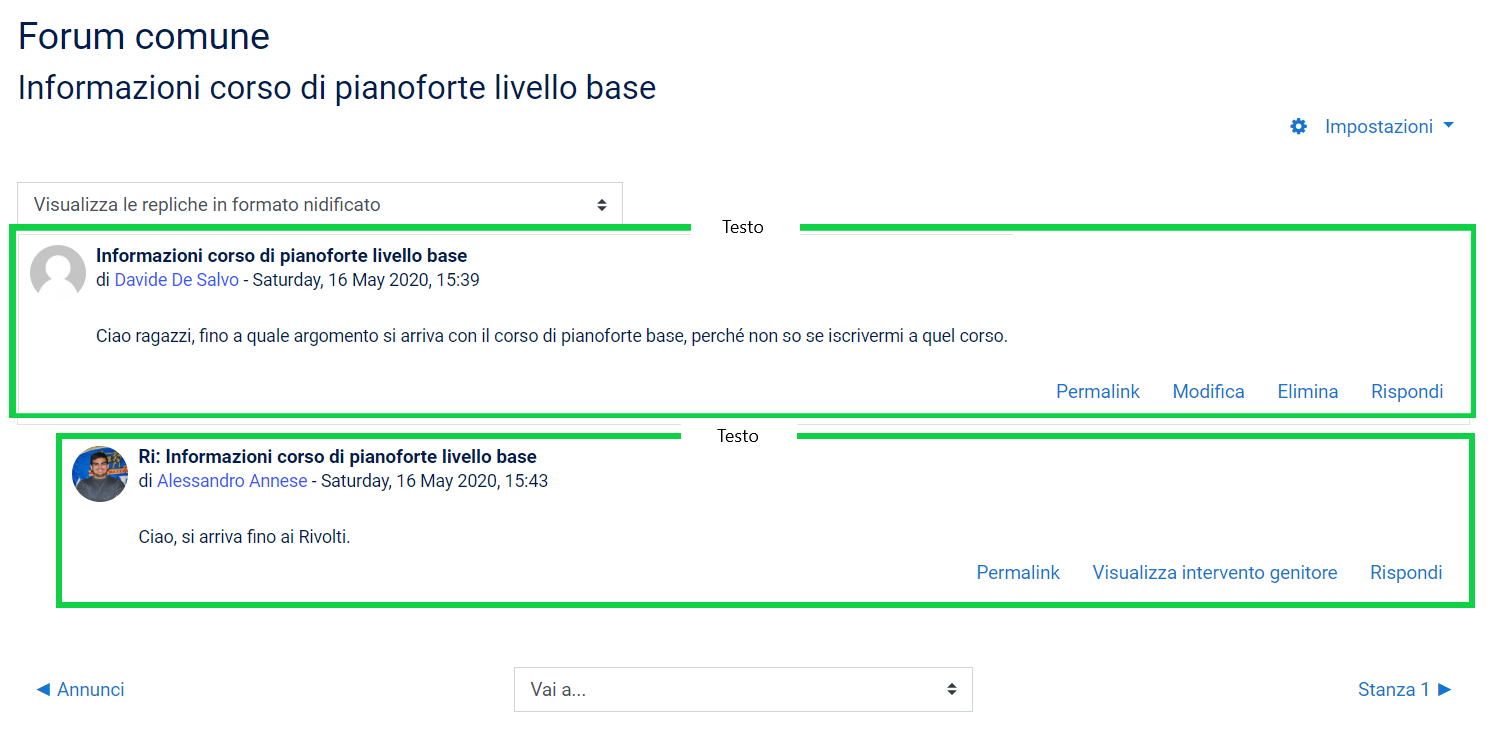 Forum comune
Informazioni corso di pianoforte livello base
Impostazioni
Visualizza le repliche in formato nidificato
Testo
Informazioni corso di pianoforte livello base
di Davide De Salvo - Saturday, 16 May 2020, 15:39
Ciao ragazzi, fino a quale argomento si arriva con il corso di pianoforte base, perché non so se iscrivermi a quel corso.
Permalink Modifica Elimina Rispondi
Testo
Ri: Informazioni corso di pianoforte livello base
di Alessandro Annese - Saturday, 16 May 2020, 15:43
Ciao, si arriva fino ai Rivolti.
Permalink Visualizza intervento genitore Rispondi
◀ Annunci Vai a... Stanza 1 ▶